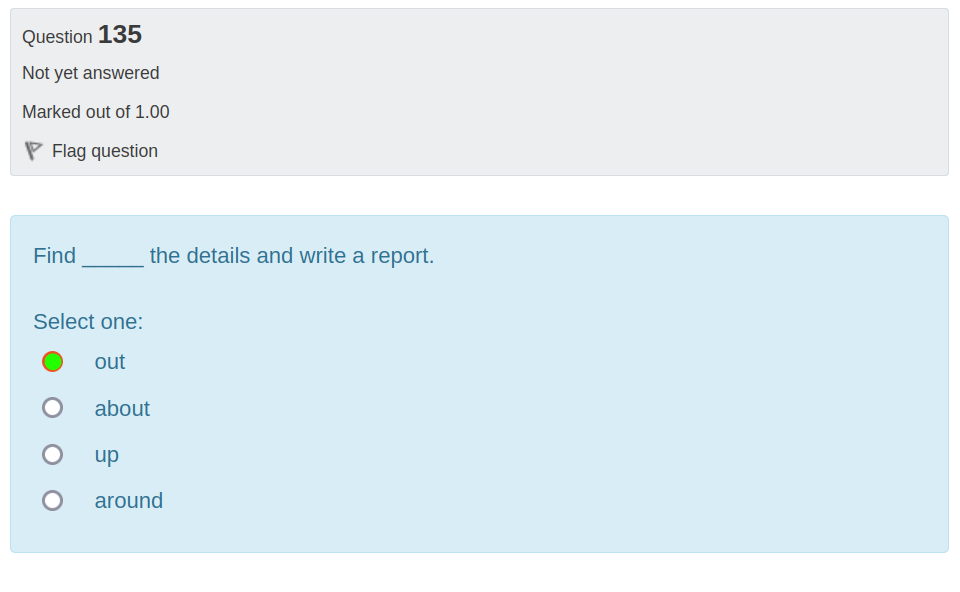 Question 135
Not yet answered
Marked out of 1.00
Flag question
Find _____ the details and write a report.
Select one:
out
about
up
around